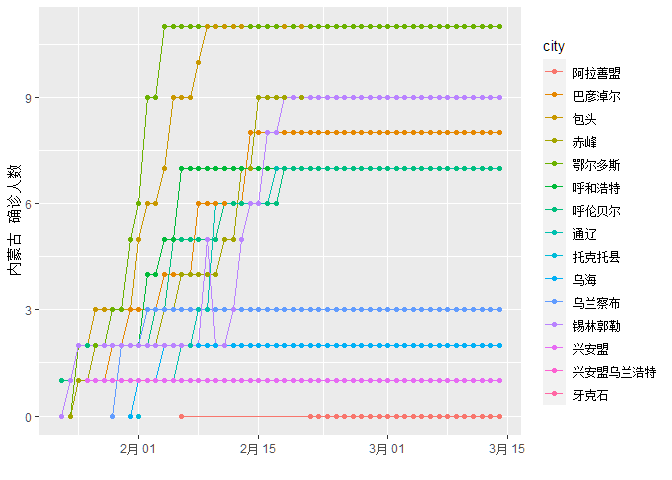 内蒙古 确诊人数
9
6
3
0
2月 01
2月 15
3月 01
3月 15
city
阿拉善盟
巴彦淖尔
包头
赤峰
鄂尔多斯
呼和浩特
呼伦贝尔
通辽
托克托县
乌海
乌兰察布
锡林郭勒
兴安盟
兴安盟乌兰浩特
牙克石